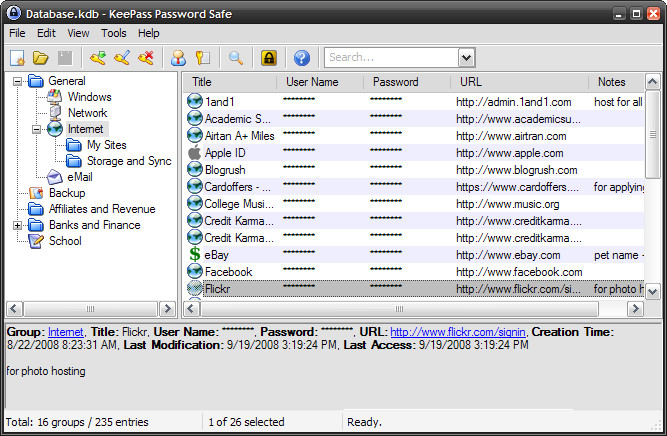 Database.kdb - KeePass Password Safe
File Edit View Tools Help
Search...
General
Windows
Network
Internet
My Sites
Storage and Sync
eMail
Backup
Affiliates and Revenue
Banks and Finance
School
Title User Name Password URL Notes
1and1 ******** ******** http://admin.1and1.com host for all
Academic S... ******** ******** http://www.academicsu...
Airtan A+ Miles ******** ******** http://www.airtran.com
Apple ID ******** ******** http://www.apple.com
Blogrush ******** ******** http://www.blogrush.com
Cardoffers - ... ******** ******** https://www.cardoffers.... for applying
College Musi... ******** ******** http://www.music.org
Credit Karma... ******** ******** http://www.creditkarma....
Credit Karma... ******** ******** http://www.creditkarma....
eBay ******** ******** http://www.ebay.com pet name -
Facebook ******** ******** http://www.facebook.com
Flickr ******** ******** http://www.flickr.com/si... for photo h
Group: Internet, Title: Flickr, User Name: ********, Password: ********, URL: http://www.flickr.com/signin, Creation Time:
8/22/2008 8:23:31 AM, Last Modification: 9/19/2008 3:19:24 PM, Last Access: 9/19/2008 3:19:24 PM
for photo hosting
Total: 16 groups / 235 entries 1 of 26 selected Ready.